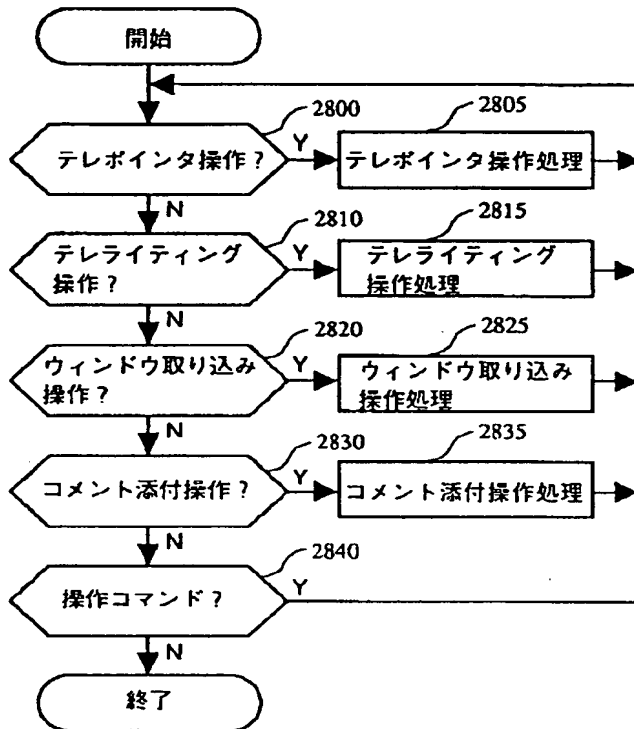 開始
2800
テレポインタ操作？
Y
2805
テレポインタ操作処理
N
2810
テレライティング
操作？
Y
2815
テレライティング
操作処理
N
2820
ウィンドウ取り込み
操作？
Y
2825
ウィンドウ取り込み
操作処理
N
2830
コメント添付操作？
Y
2835
コメント添付操作処理
N
2840
操作コマンド？
Y
N
終了